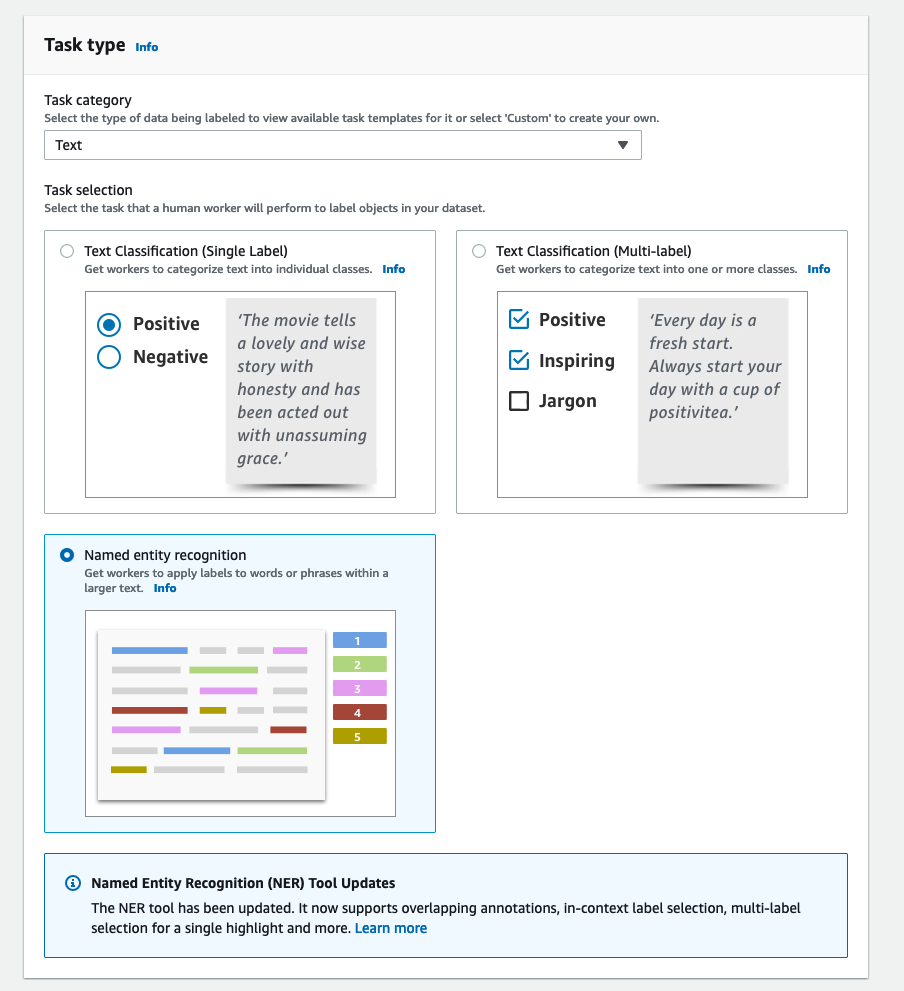 Task type Info
Task category
Select the type of data being labeled to view available task templates for it or select 'Custom' to create your own.
Text
Task selection
Select the task that a human worker will perform to label objects in your dataset.
Text Classification (Single Label)
Get workers to categorize text into individual classes. Info
Positive
Negative
‘The movie tells
a lovely and wise
story with
honesty and has
been acted out
with unassuming
grace.’
Text Classification (Multi-label)
Get workers to categorize text into one or more classes. Info
Positive
Inspiring
Jargon
‘Every day is a
fresh start.
Always start your
day with a cup of
positivitea.’
Named entity recognition
Get workers to apply labels to words or phrases within a
larger text. Info
1
2
3
4
5
Named Entity Recognition (NER) Tool Updates
The NER tool has been updated. It now supports overlapping annotations, in-context label selection, multi-label
selection for a single highlight and more. Learn more